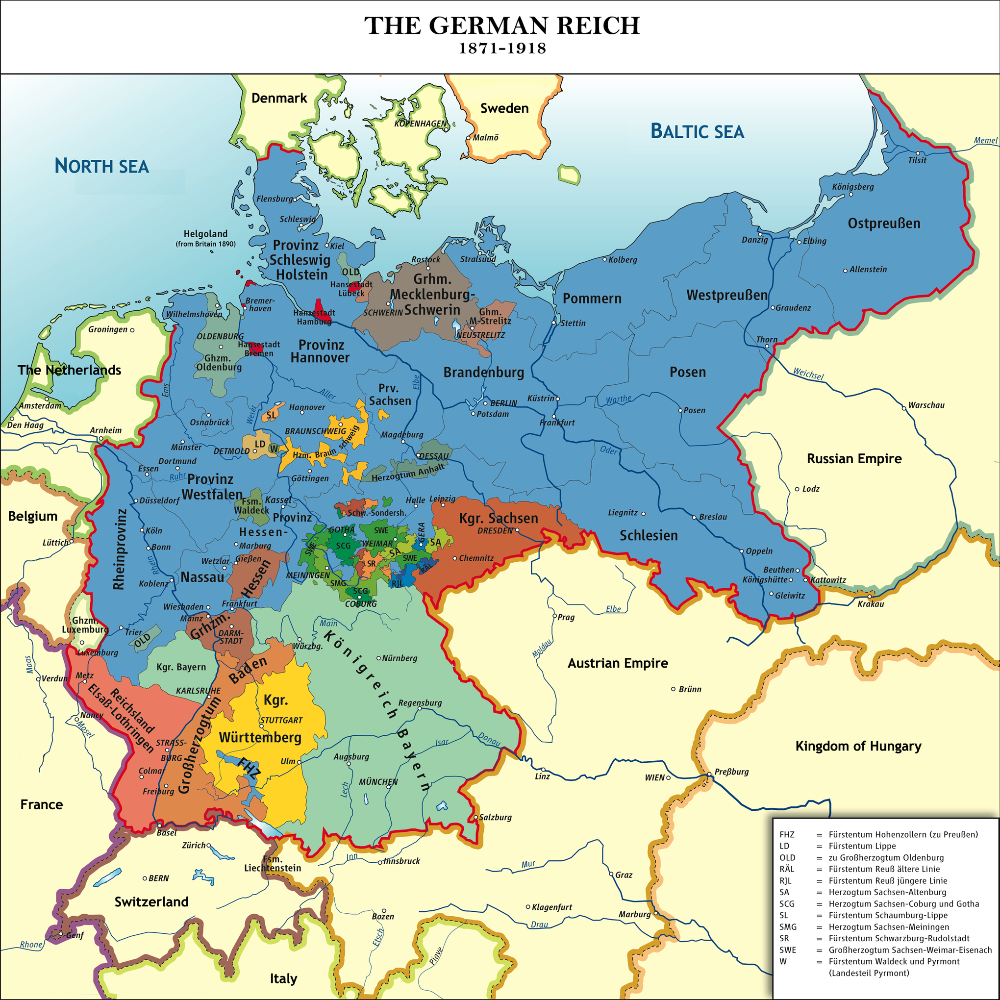 THE GERMAN REICH
1871-1918
Denmark
Sweden
KOPENHAGEN
Malmö
BALTIC SEA
NORTH SEA
Memel
Tilsit
Königsberg
Ostpreußen
Flensburg
Schleswig
Helgoland
(from Britain 1890)
Provinz
Schleswig
Holstein
Kiel
OLD
Hansestadt
Lübeck
Rostock
Stralsund
Kolberg
Danzig
Elbing
Allenstein
Grhm.
Mecklenburg-
Schwerin
SCHWERIN
Ghm.
M-Strelitz
NEUSTRELITZ
Pommern
Westpreußen
Graudenz
Stettin
Thorn
Bremer-
haven
Wilhelmshaven
Hansestadt
Hamburg
Groningen
OLDENBURG
Hansestadt
Bremen
Ghzm.
Oldenburg
Provinz
Hannover
The Netherlands
Ems
Amsterdam
Den Haag
Arnheim
Aller
Elbe
Weser
Prv.
Sachsen
Brandenburg
Posen
Weichsel
Warschau
BERLIN
Potsdam
Küstrin
Frankfurt
Warthe
Posen
Osnabrück
SL
Hannover
BRAUNSCHWEIG
Magdeburg
Münster
DETMOLD
LD
W
Hzm. Braun
schweig
DESSAU
Herzogtum Anhalt
Oder
Russian Empire
Lodz
Dortmund
Essen
Ruhr
Göttingen
Provinz
Westfalen
Düsseldorf
Fsm.
Waldeck
Kassel
Provinz
Hessen-
Nassau
Schw.-Sondersh.
Halle
Leipzig
Kgr. Sachsen
DRESDEN
Chemnitz
Liegnitz
Breslau
Schlesien
Oppeln
Beuthen
Königshütte
Kattowitz
Gleiwitz
Krakau
Belgium
Lüttich
Rheinprovinz
Köln
Bonn
Rhein
Koblenz
Marburg
Wetzlar
Gießen
Hessen
GOTHA
SWE
SCG
SWE
WEIMAR
GERA
SA
SA
SR
SWE
RÄL
RJL
MEININGEN
SMG
SCG
COBURG
Wiesbaden
Frankfurt
Mainz
Grhzm.
DARM-
STADT
Ghzm.
Luxemburg
Luxemburg
Trier
OLD
Main
Würzbg.
Nürnberg
Kgr. Bayern
Königreich Bayern
Baden
Großherzogtum
KARLSRUHE
Maas
Verdun
Metz
Reichsland
Elsaß-Lothringen
Nancy
Mosel
STRASS-
BURG
Colmar
Freiburg
Kgr.
STUTTGART
Württemberg
FHZ
Ulm
Regensburg
Donau
Isar
Augsburg
Lech
MÜNCHEN
Prag
Elbe
Moldau
Austrian Empire
Brünn
Kingdom of Hungary
Linz
WIEN
Preßburg
France
Basel
Zürich
Salzburg
Fsm.
Liechtenstein
Inn
Innsbruck
BERN
Switzerland
Mur
Graz
Klagenfurt
Marburg
Drau
Bozen
Etsch
Piave
Genf
Rhone
Italy
FHZ = Fürstentum Hohenzollern (zu Preußen)
LD = Fürstentum Lippe
OLD = zu Großherzogtum Oldenburg
RÄL = Fürstentum Reuß ältere Linie
RJL = Fürstentum Reuß jüngere Linie
SA = Herzogtum Sachsen-Altenburg
SCG = Herzogtum Sachsen-Coburg und Gotha
SL = Fürstentum Schaumburg-Lippe
SMG = Herzogtum Sachsen-Meiningen
SR = Fürstentum Schwarzburg-Rudolstadt
SWE = Großherzogtum Sachsen-Weimar-Eisenach
W = Fürstentum Waldeck und Pyrmont
(Landesteil Pyrmont)